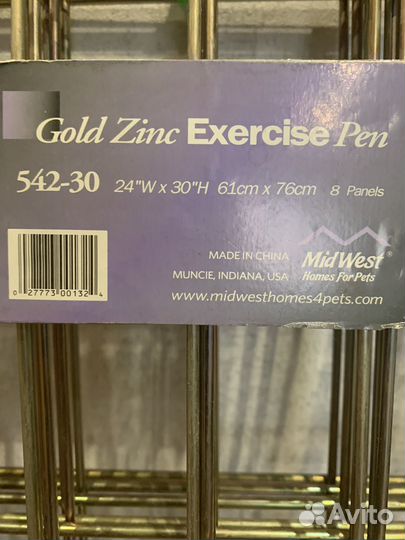 Gold Zinc Exercise Pen
542-30 24"W x 30"H 61cm x 76cm 8 Panels
MADE IN CHINA
MUNCIE, INDIANA, USA
MidWest®
Homes For Pets
www.midwesthomes4pets.com
0 27773 00132 4
Avito